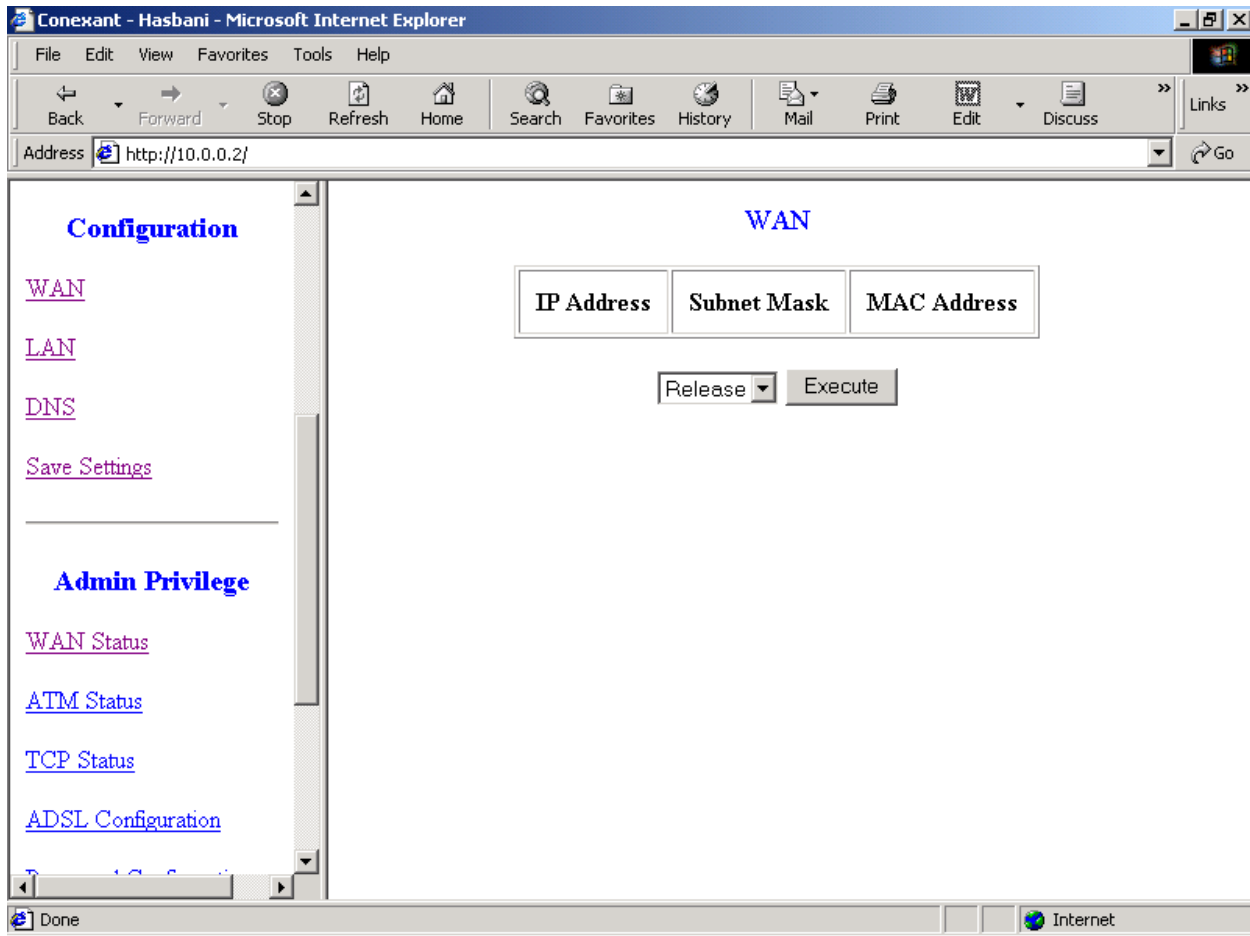 Conexant - Hasbani - Microsoft Internet Explorer
File Edit View Favorites Tools Help
Back Forward Stop Refresh Home Search Favorites History Mail Print Edit Discuss » Links »
Address http://10.0.0.2/ Go
Configuration
WAN
LAN
DNS
Save Settings
Admin Privilege
WAN Status
ATM Status
TCP Status
ADSL Configuration
WAN
IP Address Subnet Mask MAC Address
Release Execute
Done Internet